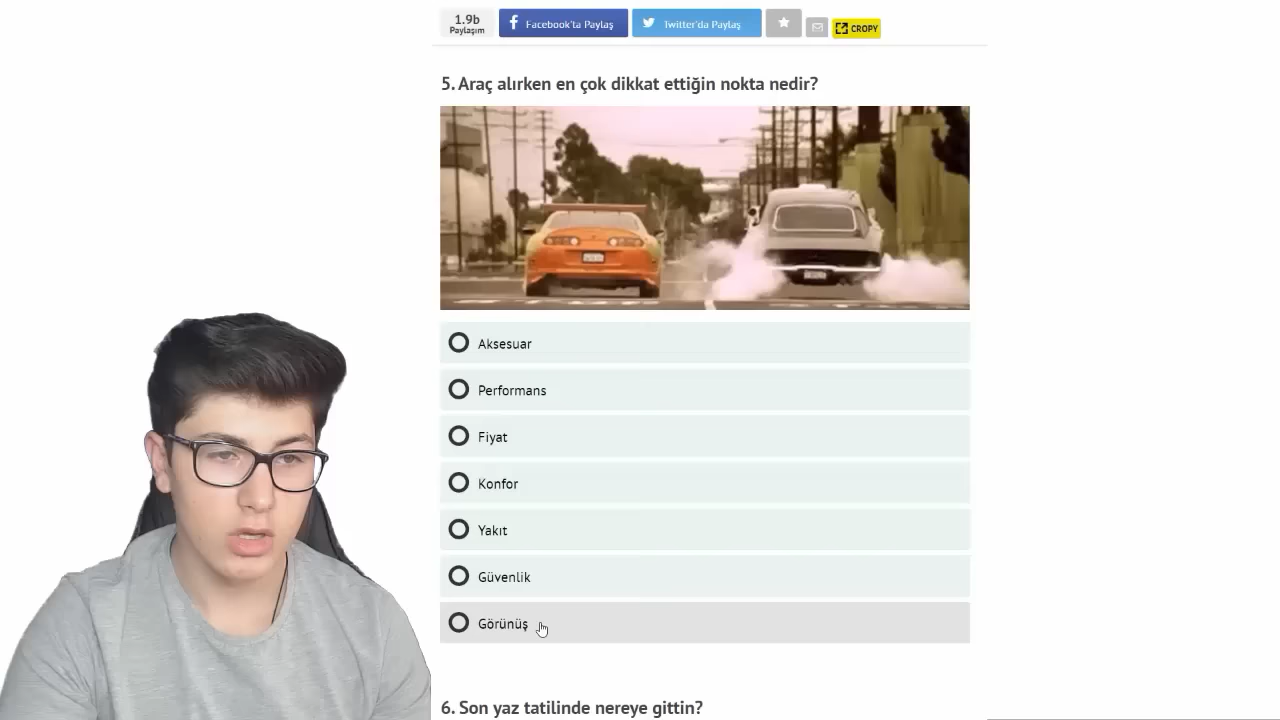 1.9b
Paylaşım
Facebook'ta Paylaş
Twitter'da Paylaş
CROPY
5. Araç alırken en çok dikkat ettiğin nokta nedir?
Aksesuar
Performans
Fiyat
Konfor
Yakıt
Güvenlik
Görünüş
6. Son yaz tatilinde nereye gittin?